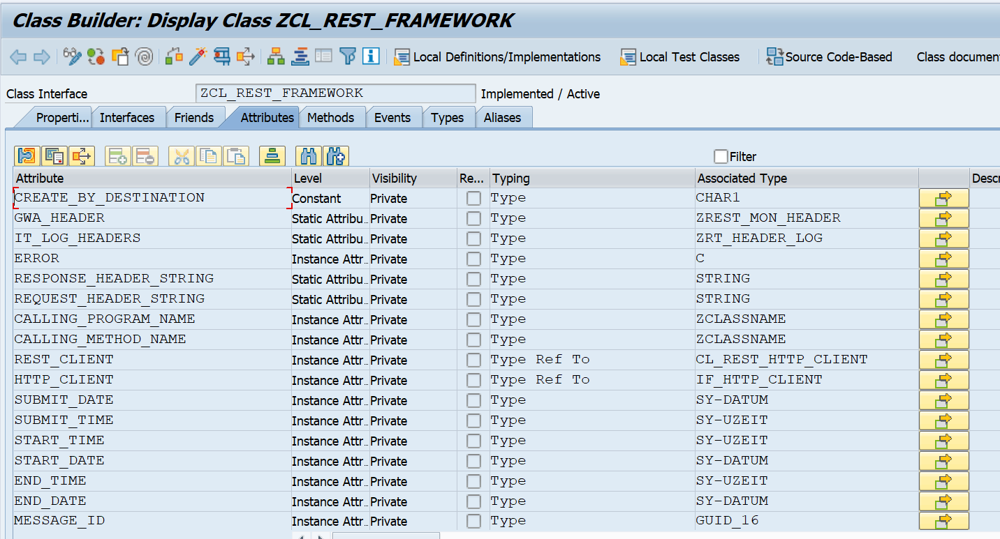 Class Builder: Display Class ZCL_REST_FRAMEWORK
Local Definitions/Implementations Local Test Classes Source Code-Based Class documen
Class Interface ZCL_REST_FRAMEWORK Implemented / Active
Properti... Interfaces Friends Attributes Methods Events Types Aliases
Filter
Attribute Level Visibility Re... Typing Associated Type Descr
CREATE_BY_DESTINATION Constant Private Type CHAR1
GWA_HEADER Static Attribu... Private Type ZREST_MON_HEADER
IT_LOG_HEADERS Static Attribu... Private Type ZRT_HEADER_LOG
ERROR Instance Attr... Private Type C
RESPONSE_HEADER_STRING Static Attribu... Private Type STRING
REQUEST_HEADER_STRING Static Attribu... Private Type STRING
CALLING_PROGRAM_NAME Instance Attr... Private Type ZCLASSNAME
CALLING_METHOD_NAME Instance Attr... Private Type ZCLASSNAME
REST_CLIENT Instance Attr... Private Type Ref To CL_REST_HTTP_CLIENT
HTTP_CLIENT Instance Attr... Private Type Ref To IF_HTTP_CLIENT
SUBMIT_DATE Instance Attr... Private Type SY-DATUM
SUBMIT_TIME Instance Attr... Private Type SY-UZEIT
START_TIME Instance Attr... Private Type SY-UZEIT
START_DATE Instance Attr... Private Type SY-DATUM
END_TIME Instance Attr... Private Type SY-UZEIT
END_DATE Instance Attr... Private Type SY-DATUM
MESSAGE_ID Instance Attr... Private Type GUID_16